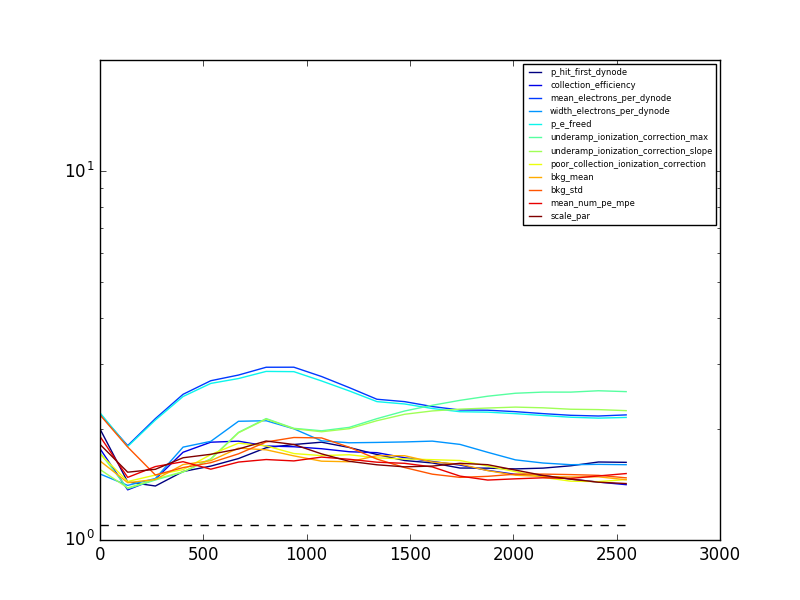 p_hit_first_dynode
collection_efficiency
mean_electrons_per_dynode
width_electrons_per_dynode
p_e_freed
underamp_ionization_correction_max
underamp_ionization_correction_slope
poor_collection_ionization_correction
bkg_mean
bkg_std
mean_num_pe_mpe
scale_par
10¹
10⁰
0 500 1000 1500 2000 2500 3000